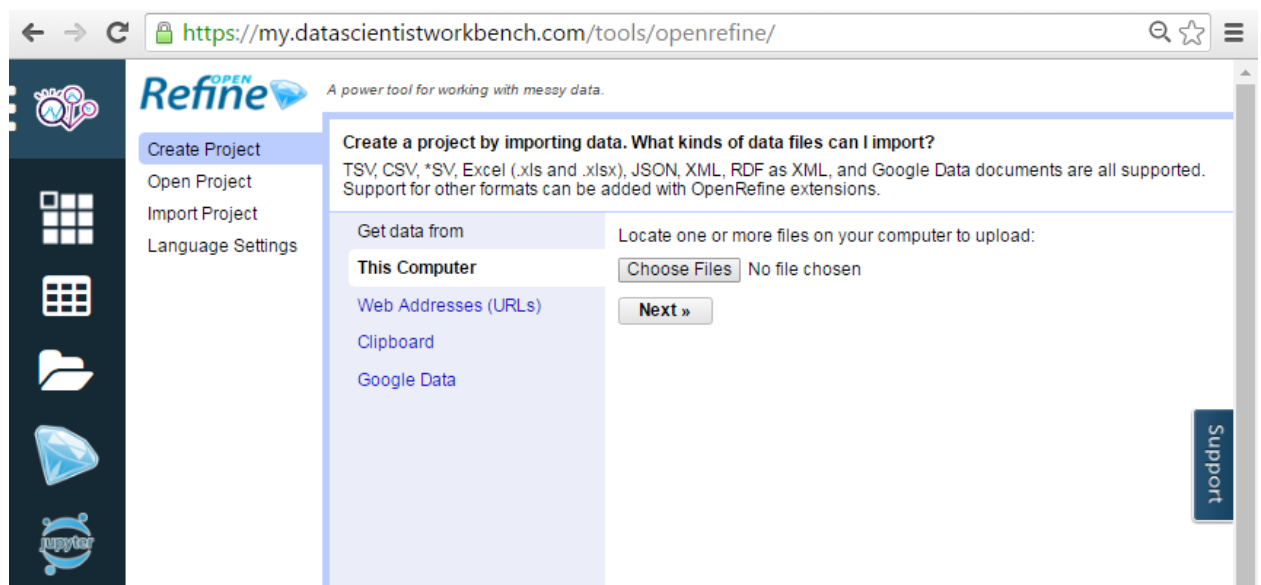 https://my.datascientistworkbench.com/tools/openrefine/
OPEN
Refine
A power tool for working with messy data.
Create Project
Open Project
Import Project
Language Settings
Create a project by importing data. What kinds of data files can I import?
TSV, CSV, *SV, Excel (.xls and .xlsx), JSON, XML, RDF as XML, and Google Data documents are all supported.
Support for other formats can be added with OpenRefine extensions.
Get data from
This Computer
Web Addresses (URLs)
Clipboard
Google Data
Locate one or more files on your computer to upload:
Choose Files No file chosen
Next »
Support
jupyter